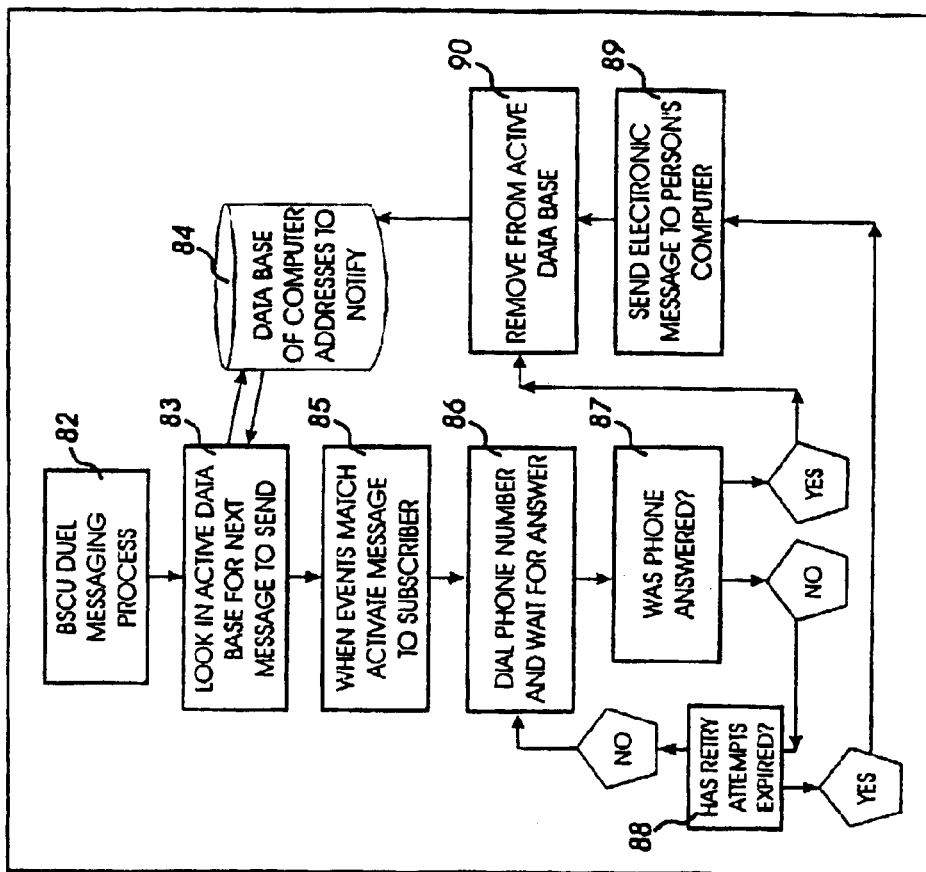 82
BSCU DUEL
MESSAGING
PROCESS
83
LOOK IN ACTIVE DATA
BASE FOR NEXT
MESSAGE TO SEND
84
DATA BASE
OF COMPUTER
ADDRESSES TO
NOTIFY
85
WHEN EVENTS MATCH
ACTIVATE MESSAGE
TO SUBSCRIBER
86
DIAL PHONE NUMBER
AND WAIT FOR ANSWER
87
WAS PHONE
ANSWERED?
NO
YES
88
HAS RETRY
ATTEMPTS
EXPIRED?
NO
YES
90
REMOVE FROM ACTIVE
DATA BASE
89
SEND ELECTRONIC
MESSAGE TO PERSON'S
COMPUTER